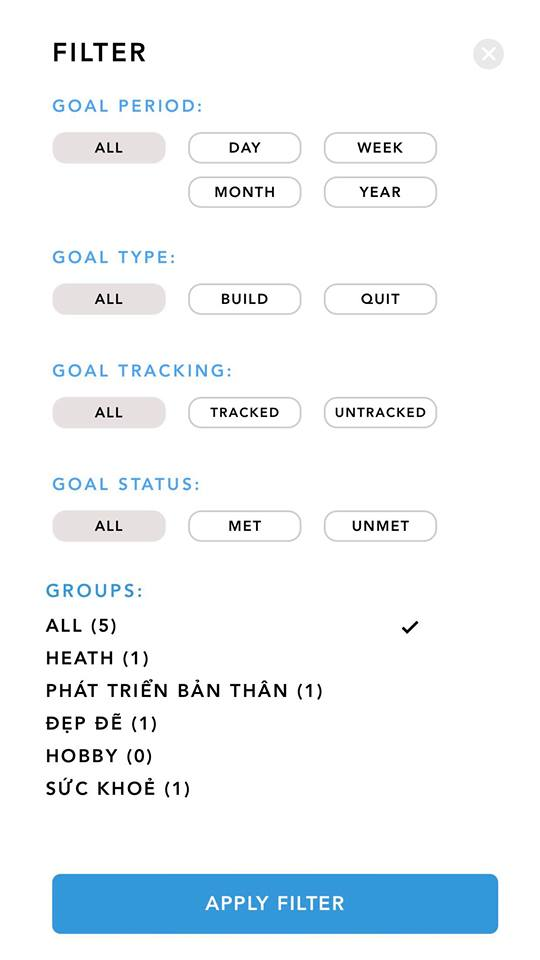 FILTER
GOAL PERIOD:
ALL DAY WEEK
MONTH YEAR
GOAL TYPE:
ALL BUILD QUIT
GOAL TRACKING:
ALL TRACKED UNTRACKED
GOAL STATUS:
ALL MET UNMET
GROUPS:
ALL (5)
HEATH (1)
PHÁT TRIỂN BẢN THÂN (1)
ĐẸP ĐẼ (1)
HOBBY (0)
SỨC KHOẺ (1)
APPLY FILTER